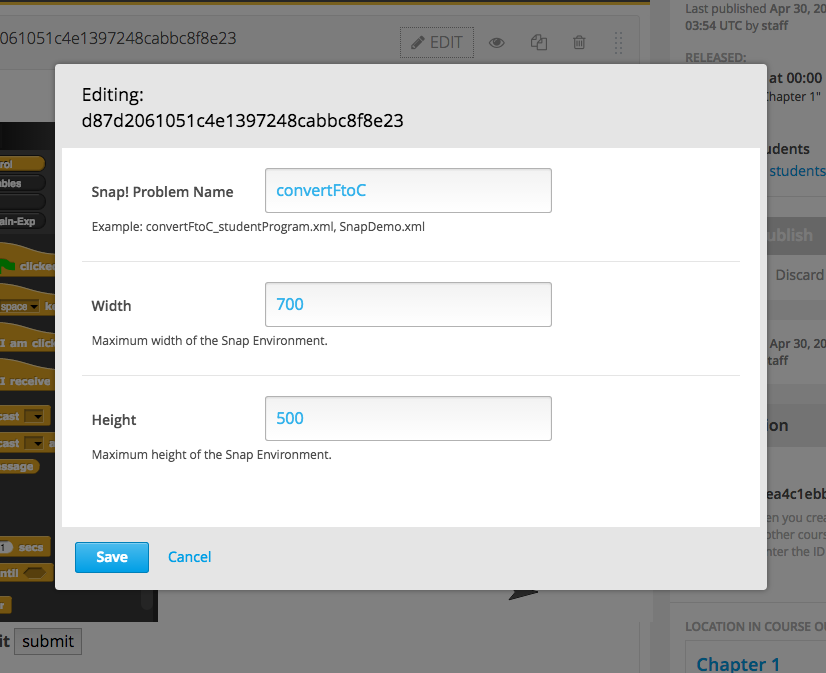 Last published Apr 30, 20
03:54 UTC by staff
061051c4e1397248cabbc8f8e23
EDIT
RELEASED:
at 00:00
Chapter 1"
Editing:
d87d2061051c4e1397248cabbc8f8e23
Snap! Problem Name
convertFtoC
Example: convertFtoC_studentProgram.xml, SnapDemo.xml
Width
700
Maximum width of the Snap Environment.
Height
500
Maximum height of the Snap Environment.
Save
Cancel
rol
bles
ain-Exp
clicke
space
ke
I am click
I receive
cast
cast
a
ssage
1 secs
ntil
it
submit
udents
students
ublish
Discard
Apr 30, 20
taff
ion
ea4c1ebb
en you crea
other cours
nter the ID
LOCATION IN COURSE OU
Chapter 1